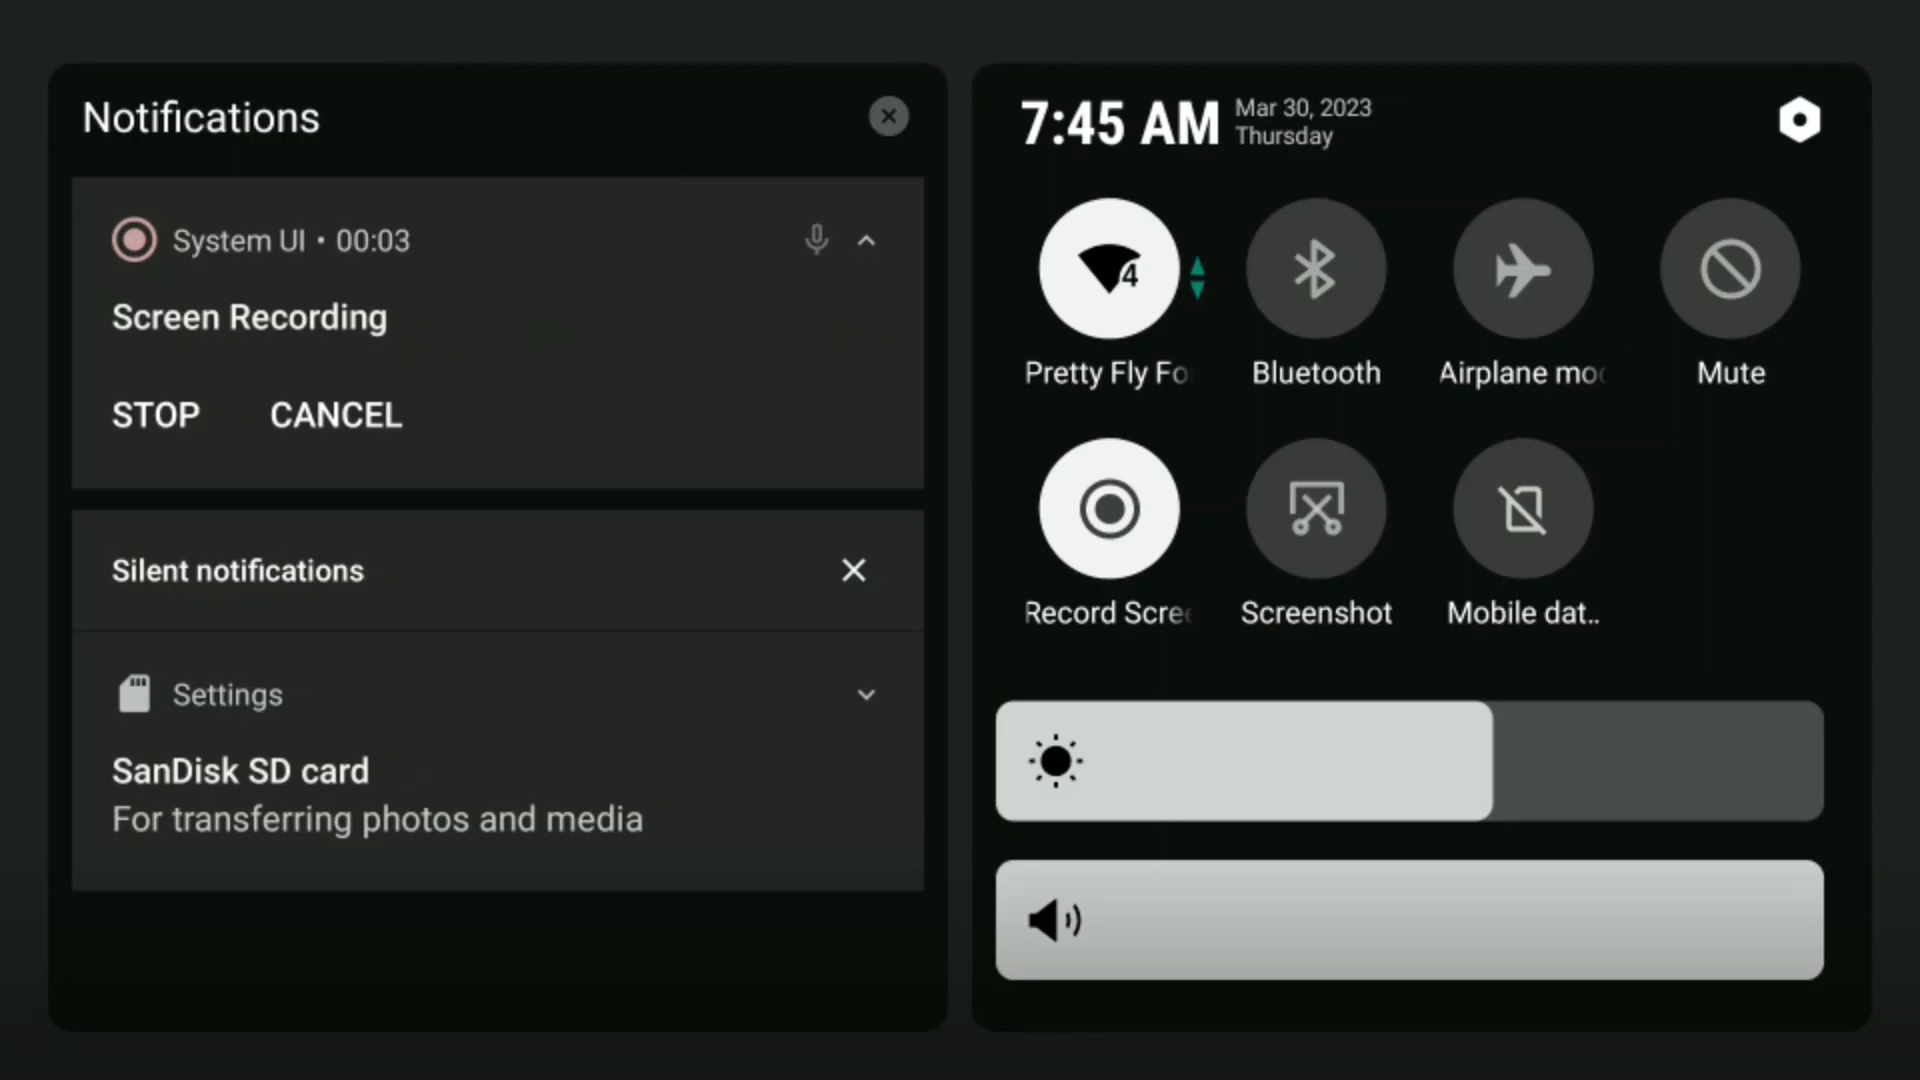 Notifications
System UI • 00:03
Screen Recording
STOP CANCEL
Silent notifications
Settings
SanDisk SD card
For transferring photos and media
7:45 AM
Mar 30, 2023
Thursday
4
Pretty Fly Fo
Bluetooth
Airplane mo
Mute
Record Scre
Screenshot
Mobile dat..